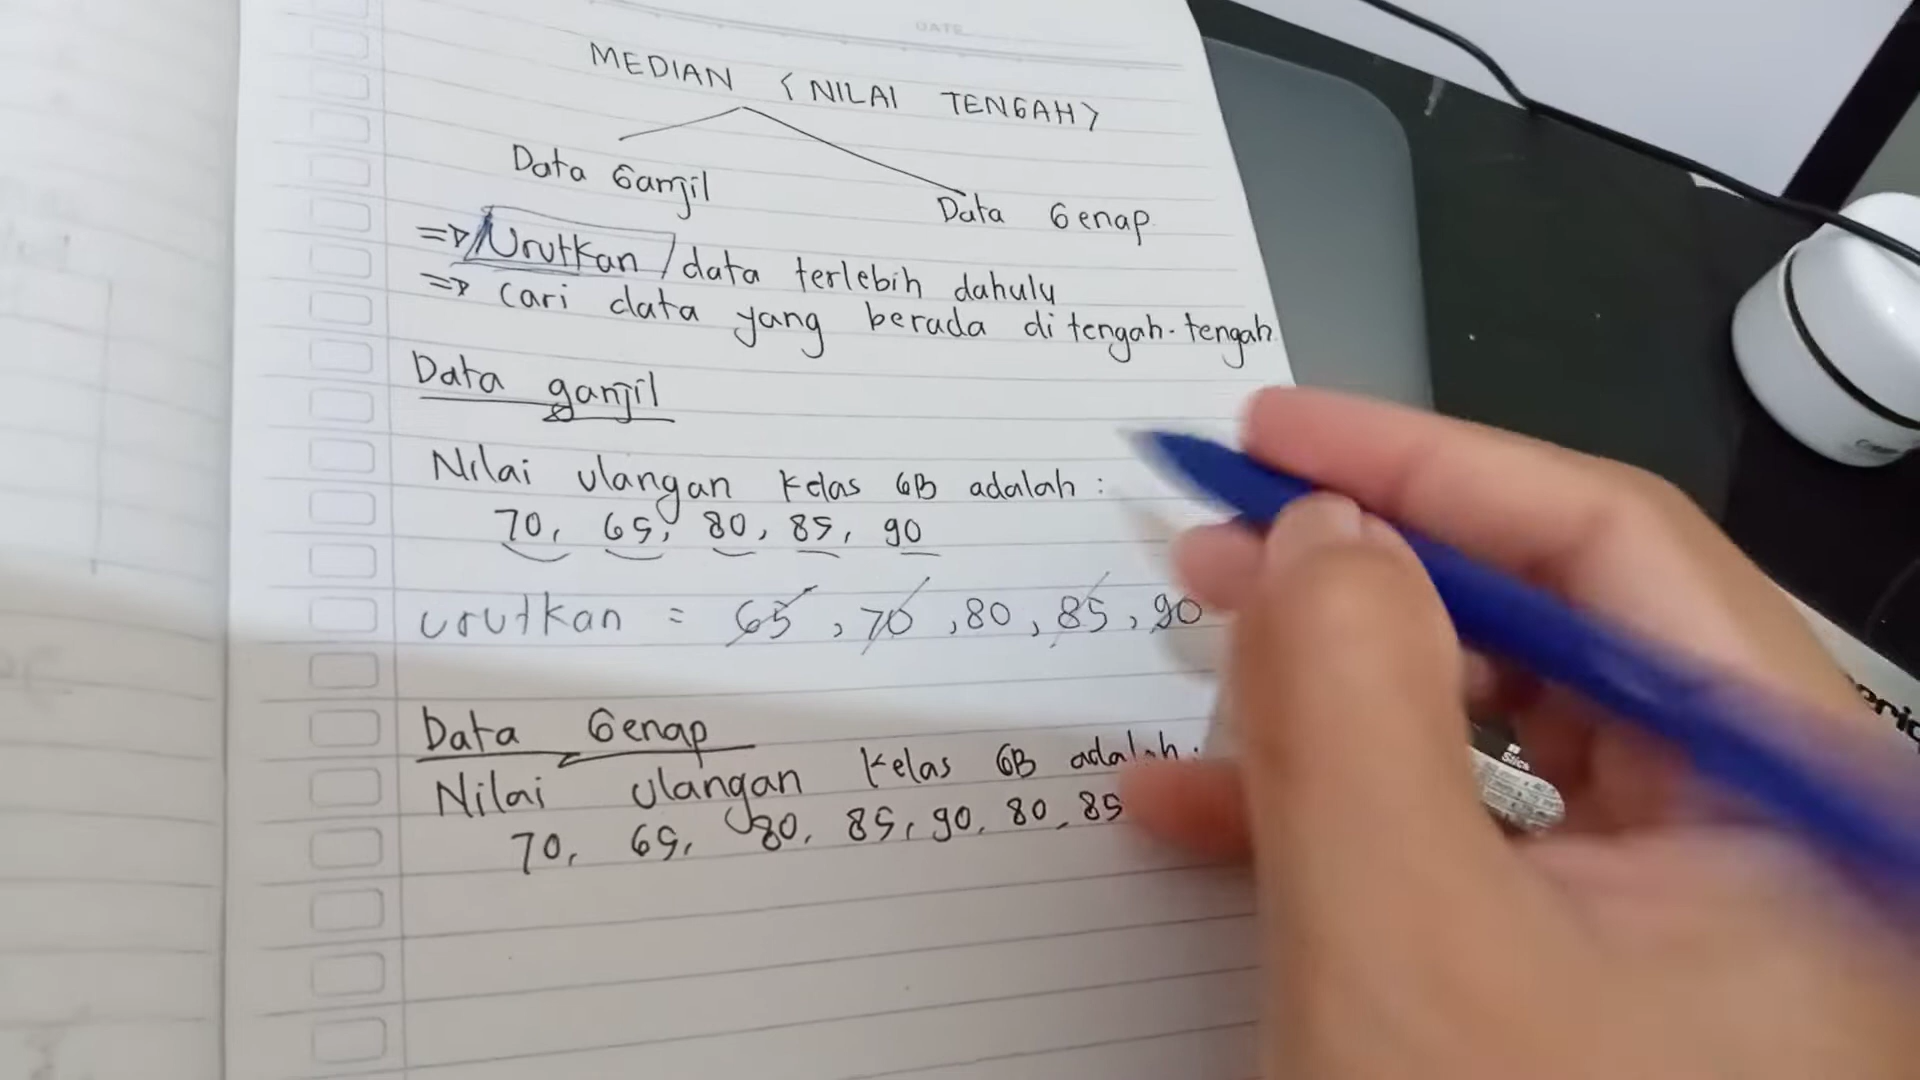 DATE
MEDIAN < NILAI TENGAH >
Data Ganjil
Data Genap
=> Urutkan data terlebih dahulu
=> Cari data yang berada di tengah-tengah
Data ganjil
Nilai ulangan Kelas 6B adalah :
70, 65, 80, 85, 90
urutkan = 65, 70, 80, 85, 90
Data Genap
Nilai ulangan Kelas 6B adalah :
70, 65, 80, 85, 90, 80, 85